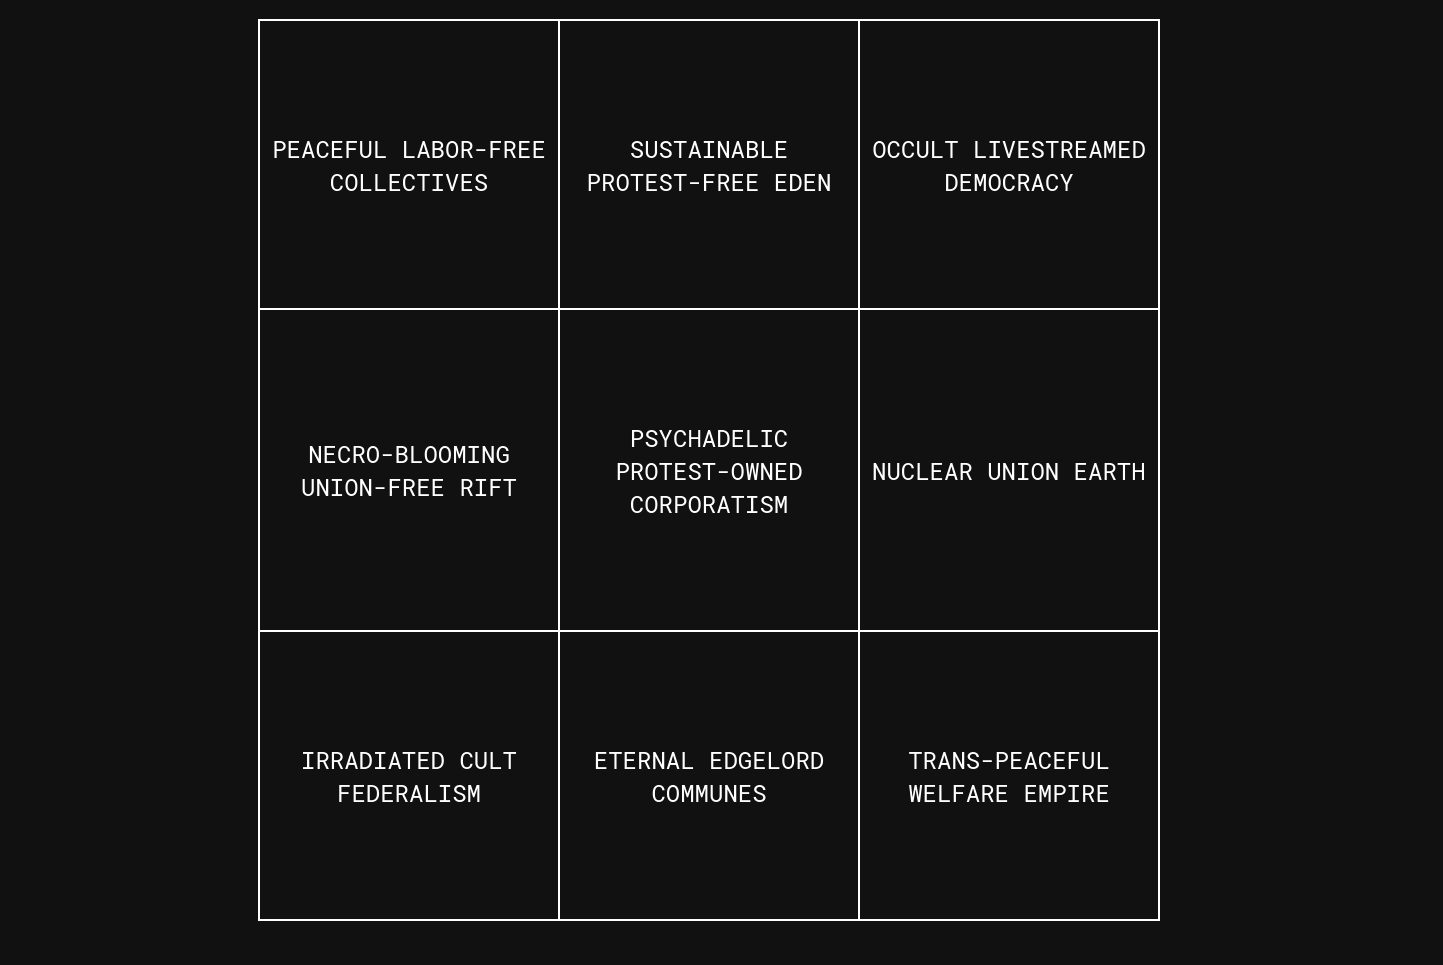 PEACEFUL LABOR-FREE
COLLECTIVES
SUSTAINABLE
PROTEST-FREE EDEN
OCCULT LIVESTREAMED
DEMOCRACY
NECRO-BLOOMING
UNION-FREE RIFT
PSYCHADELIC
PROTEST-OWNED
CORPORATISM
NUCLEAR UNION EARTH
IRRADIATED CULT
FEDERALISM
ETERNAL EDGELORD
COMMUNES
TRANS-PEACEFUL
WELFARE EMPIRE